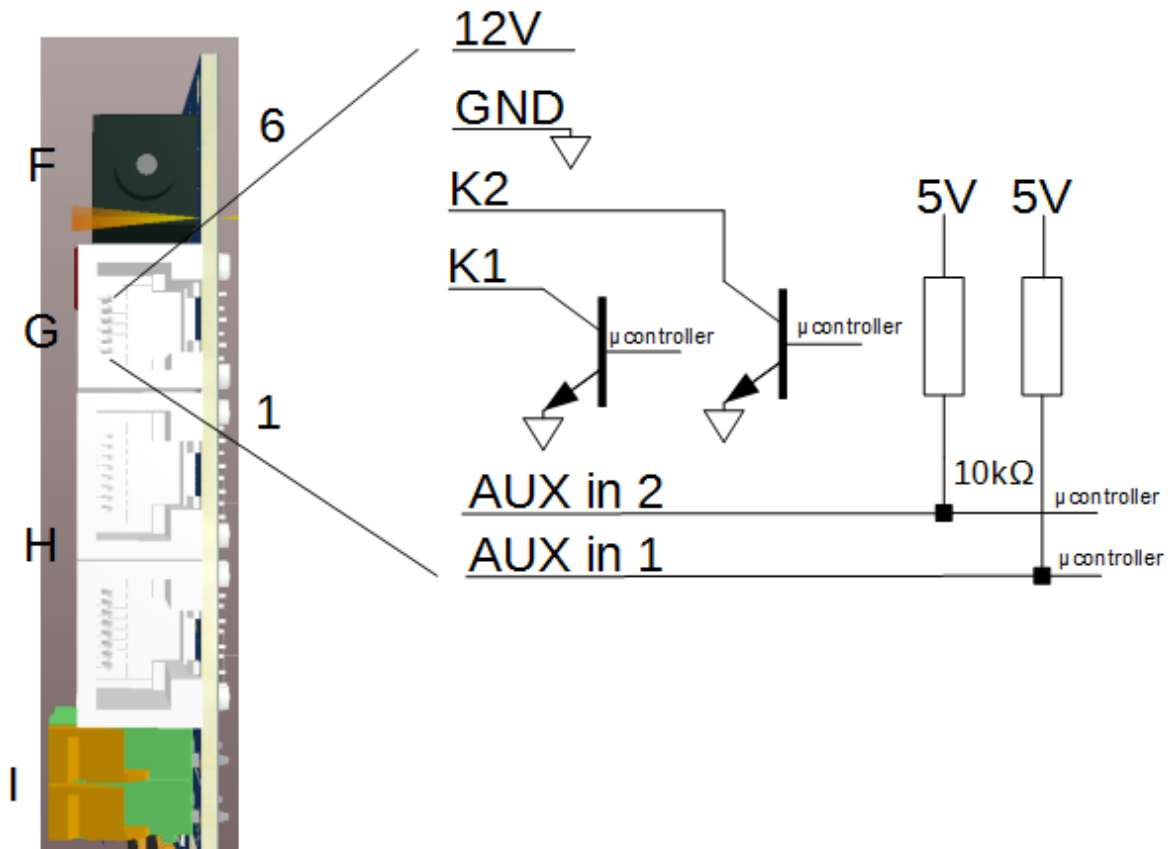 12V
6
GND
F
K2
5V 5V
K1
G
µ controller
µ controller
1
10kΩ
AUX in 2
µ controller
H
AUX in 1
µ controller
I